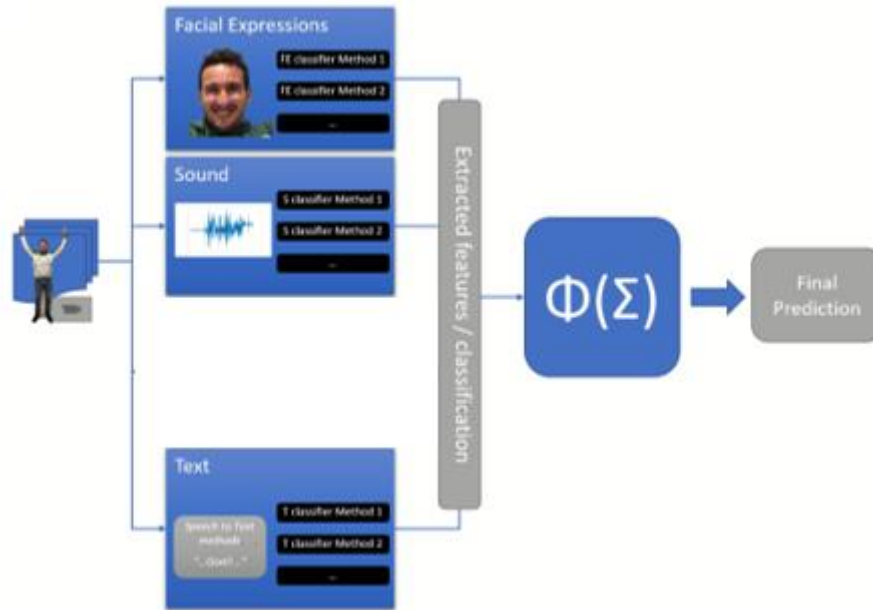 Facial Expressions
FE classifier Method 1
FE classifier Method 2
...
Sound
S classifier Method 1
S classifier Method 2
...
Text
Speech to Text
methods
T classifier Method 1
T classifier Method 2
...
Extracted features / classification
Φ(Σ)
Final
Prediction